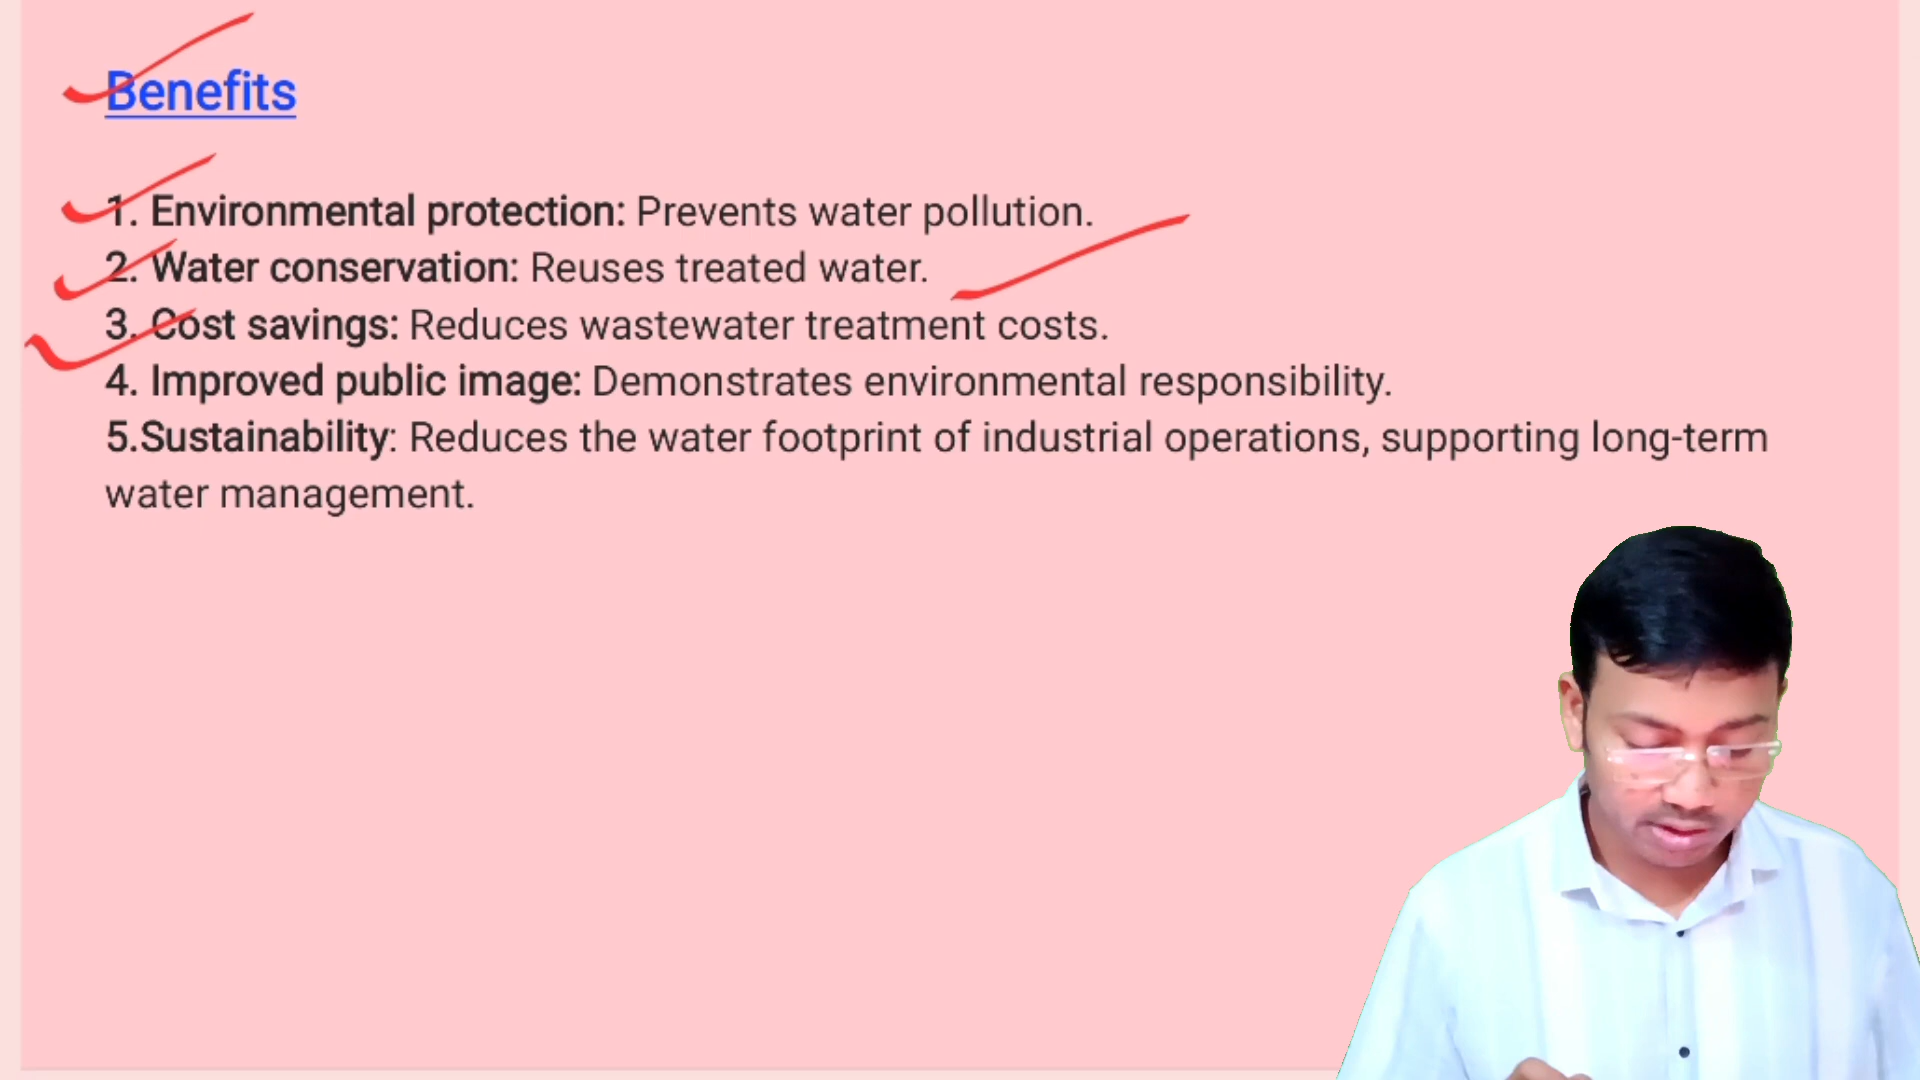 Benefits
1. Environmental protection: Prevents water pollution.
2. Water conservation: Reuses treated water.
3. Cost savings: Reduces wastewater treatment costs.
4. Improved public image: Demonstrates environmental responsibility.
5.Sustainability: Reduces the water footprint of industrial operations, supporting long-term
water management.